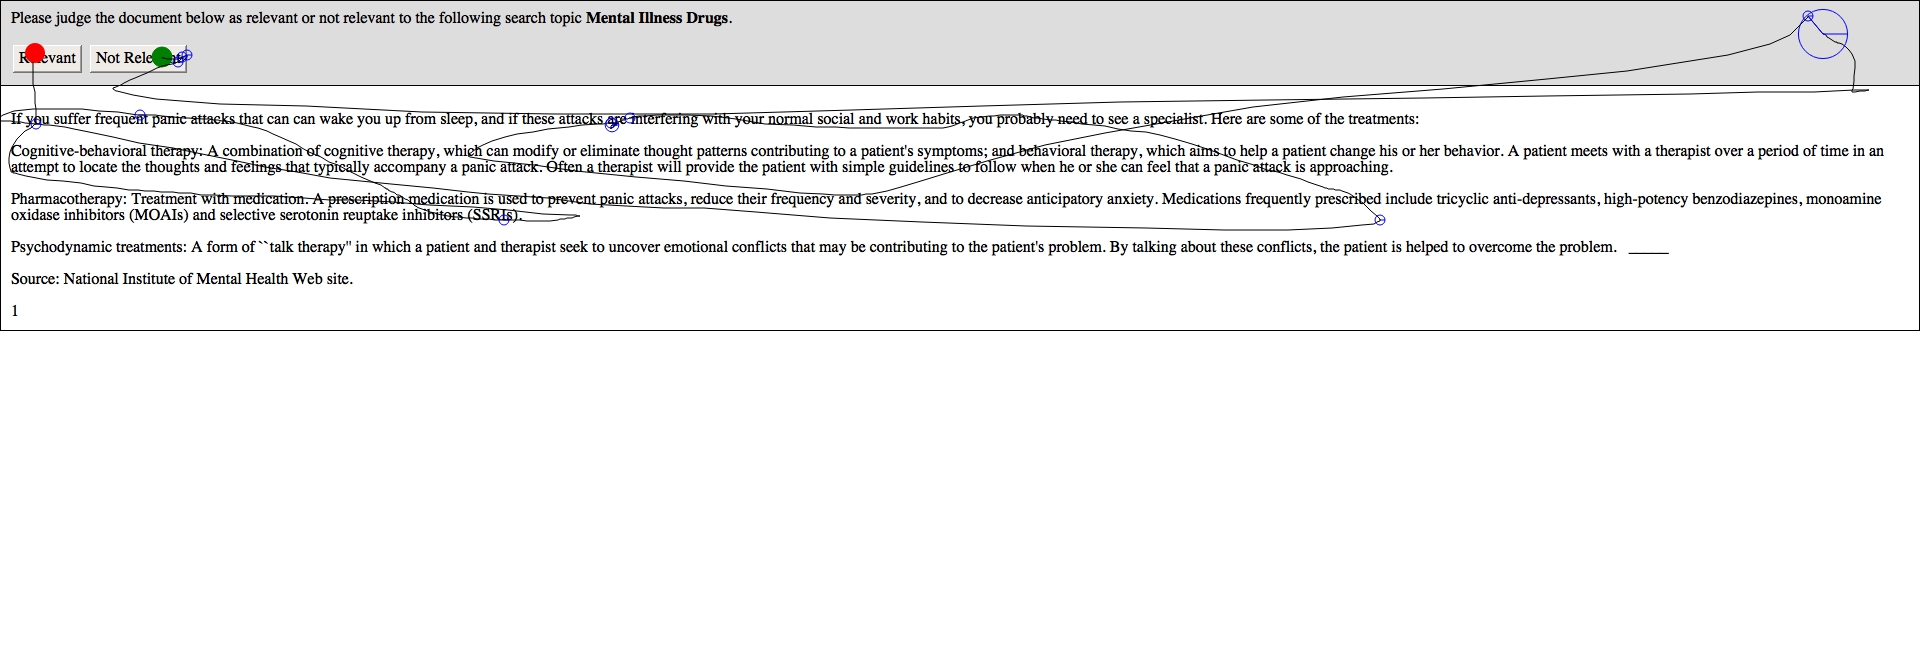 Please judge the document below as relevant or not relevant to the following search topic Mental Illness Drugs.
Relevant Not Relevant
If you suffer frequent panic attacks that can can wake you up from sleep, and if these attacks are interfering with your normal social and work habits, you probably need to see a specialist. Here are some of the treatments:
Cognitive-behavioral therapy: A combination of cognitive therapy, which can modify or eliminate thought patterns contributing to a patient's symptoms; and behavioral therapy, which aims to help a patient change his or her behavior. A patient meets with a therapist over a period of time in an
attempt to locate the thoughts and feelings that typically accompany a panic attack. Often a therapist will provide the patient with simple guidelines to follow when he or she can feel that a panic attack is approaching.
Pharmacotherapy: Treatment with medication. A prescription medication is used to prevent panic attacks, reduce their frequency and severity, and to decrease anticipatory anxiety. Medications frequently prescribed include tricyclic anti-depressants, high-potency benzodiazepines, monoamine
oxidase inhibitors (MOAIs) and selective serotonin reuptake inhibitors (SSRIs).
Psychodynamic treatments: A form of ``talk therapy'' in which a patient and therapist seek to uncover emotional conflicts that may be contributing to the patient's problem. By talking about these conflicts, the patient is helped to overcome the problem. _____
Source: National Institute of Mental Health Web site.
1